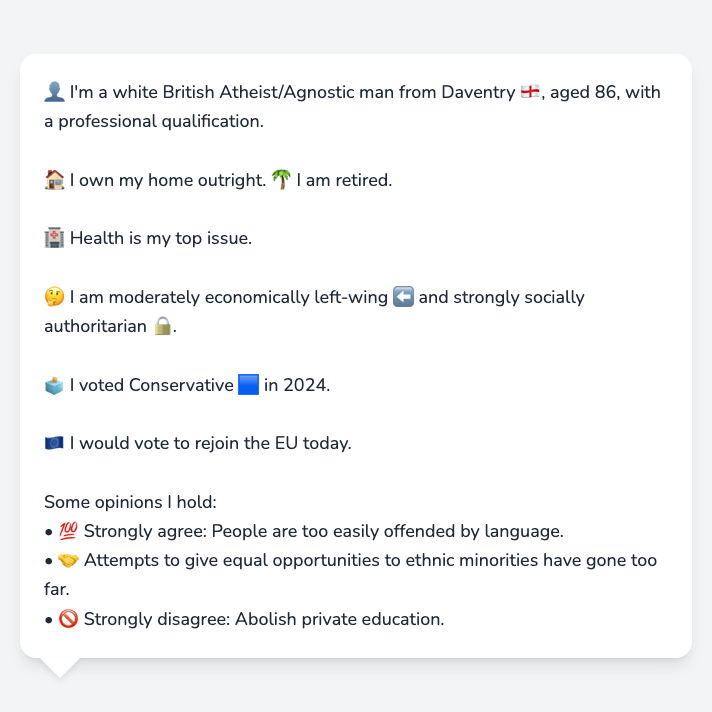 👤 I'm a white British Atheist/Agnostic man from Daventry 🏴󠁧󠁢󠁥󠁮󠁧󠁿, aged 86, with
a professional qualification.
🏠 I own my home outright. 🌴 I am retired.
🏥 Health is my top issue.
🤔 I am moderately economically left-wing ⬅️ and strongly socially
authoritarian 🔒.
🗳️ I voted Conservative 🟦 in 2024.
🇪🇺 I would vote to rejoin the EU today.
Some opinions I hold:
• 💯 Strongly agree: People are too easily offended by language.
• 🤝 Attempts to give equal opportunities to ethnic minorities have gone too
far.
• 🚫 Strongly disagree: Abolish private education.